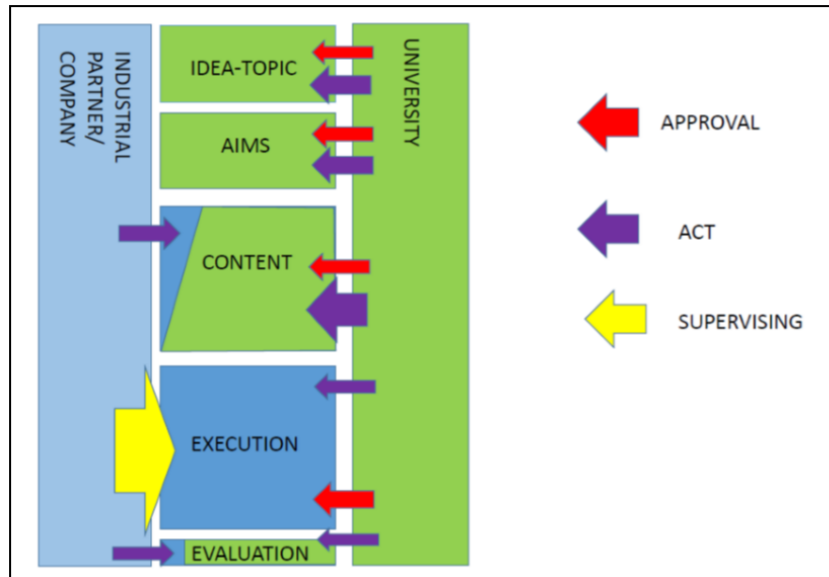 INDUSTRIAL
PARTNER/
COMPANY
IDEA-TOPIC
AIMS
CONTENT
EXECUTION
EVALUATION
UNIVERSITY
APPROVAL
ACT
SUPERVISING